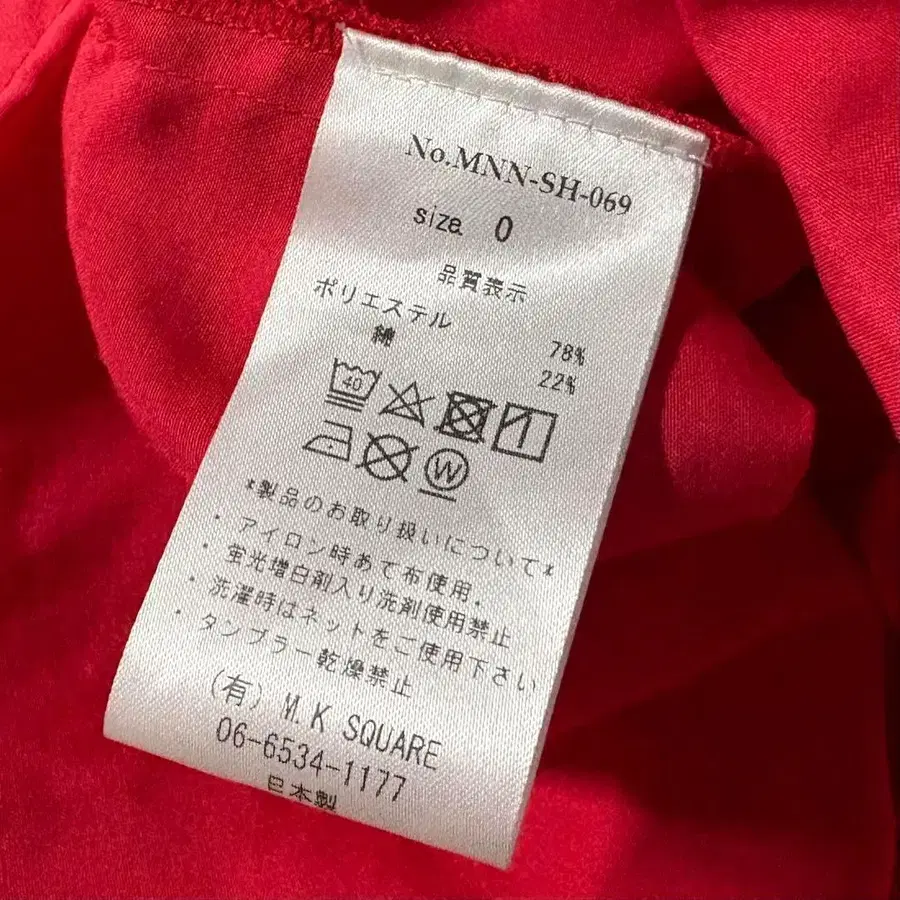 No.MNN-SH-069
size 0
品質表示
ポリエステル 78%
綿 22%
40
W
*製品のお取り扱いについて*
・アイロン時あて布使用.
・蛍光増白剤入り洗剤使用禁止
・洗濯時はネットをご使用下さい
・タンブラー乾燥禁止
(有) M.K SQUARE
06-6534-1177
日本製